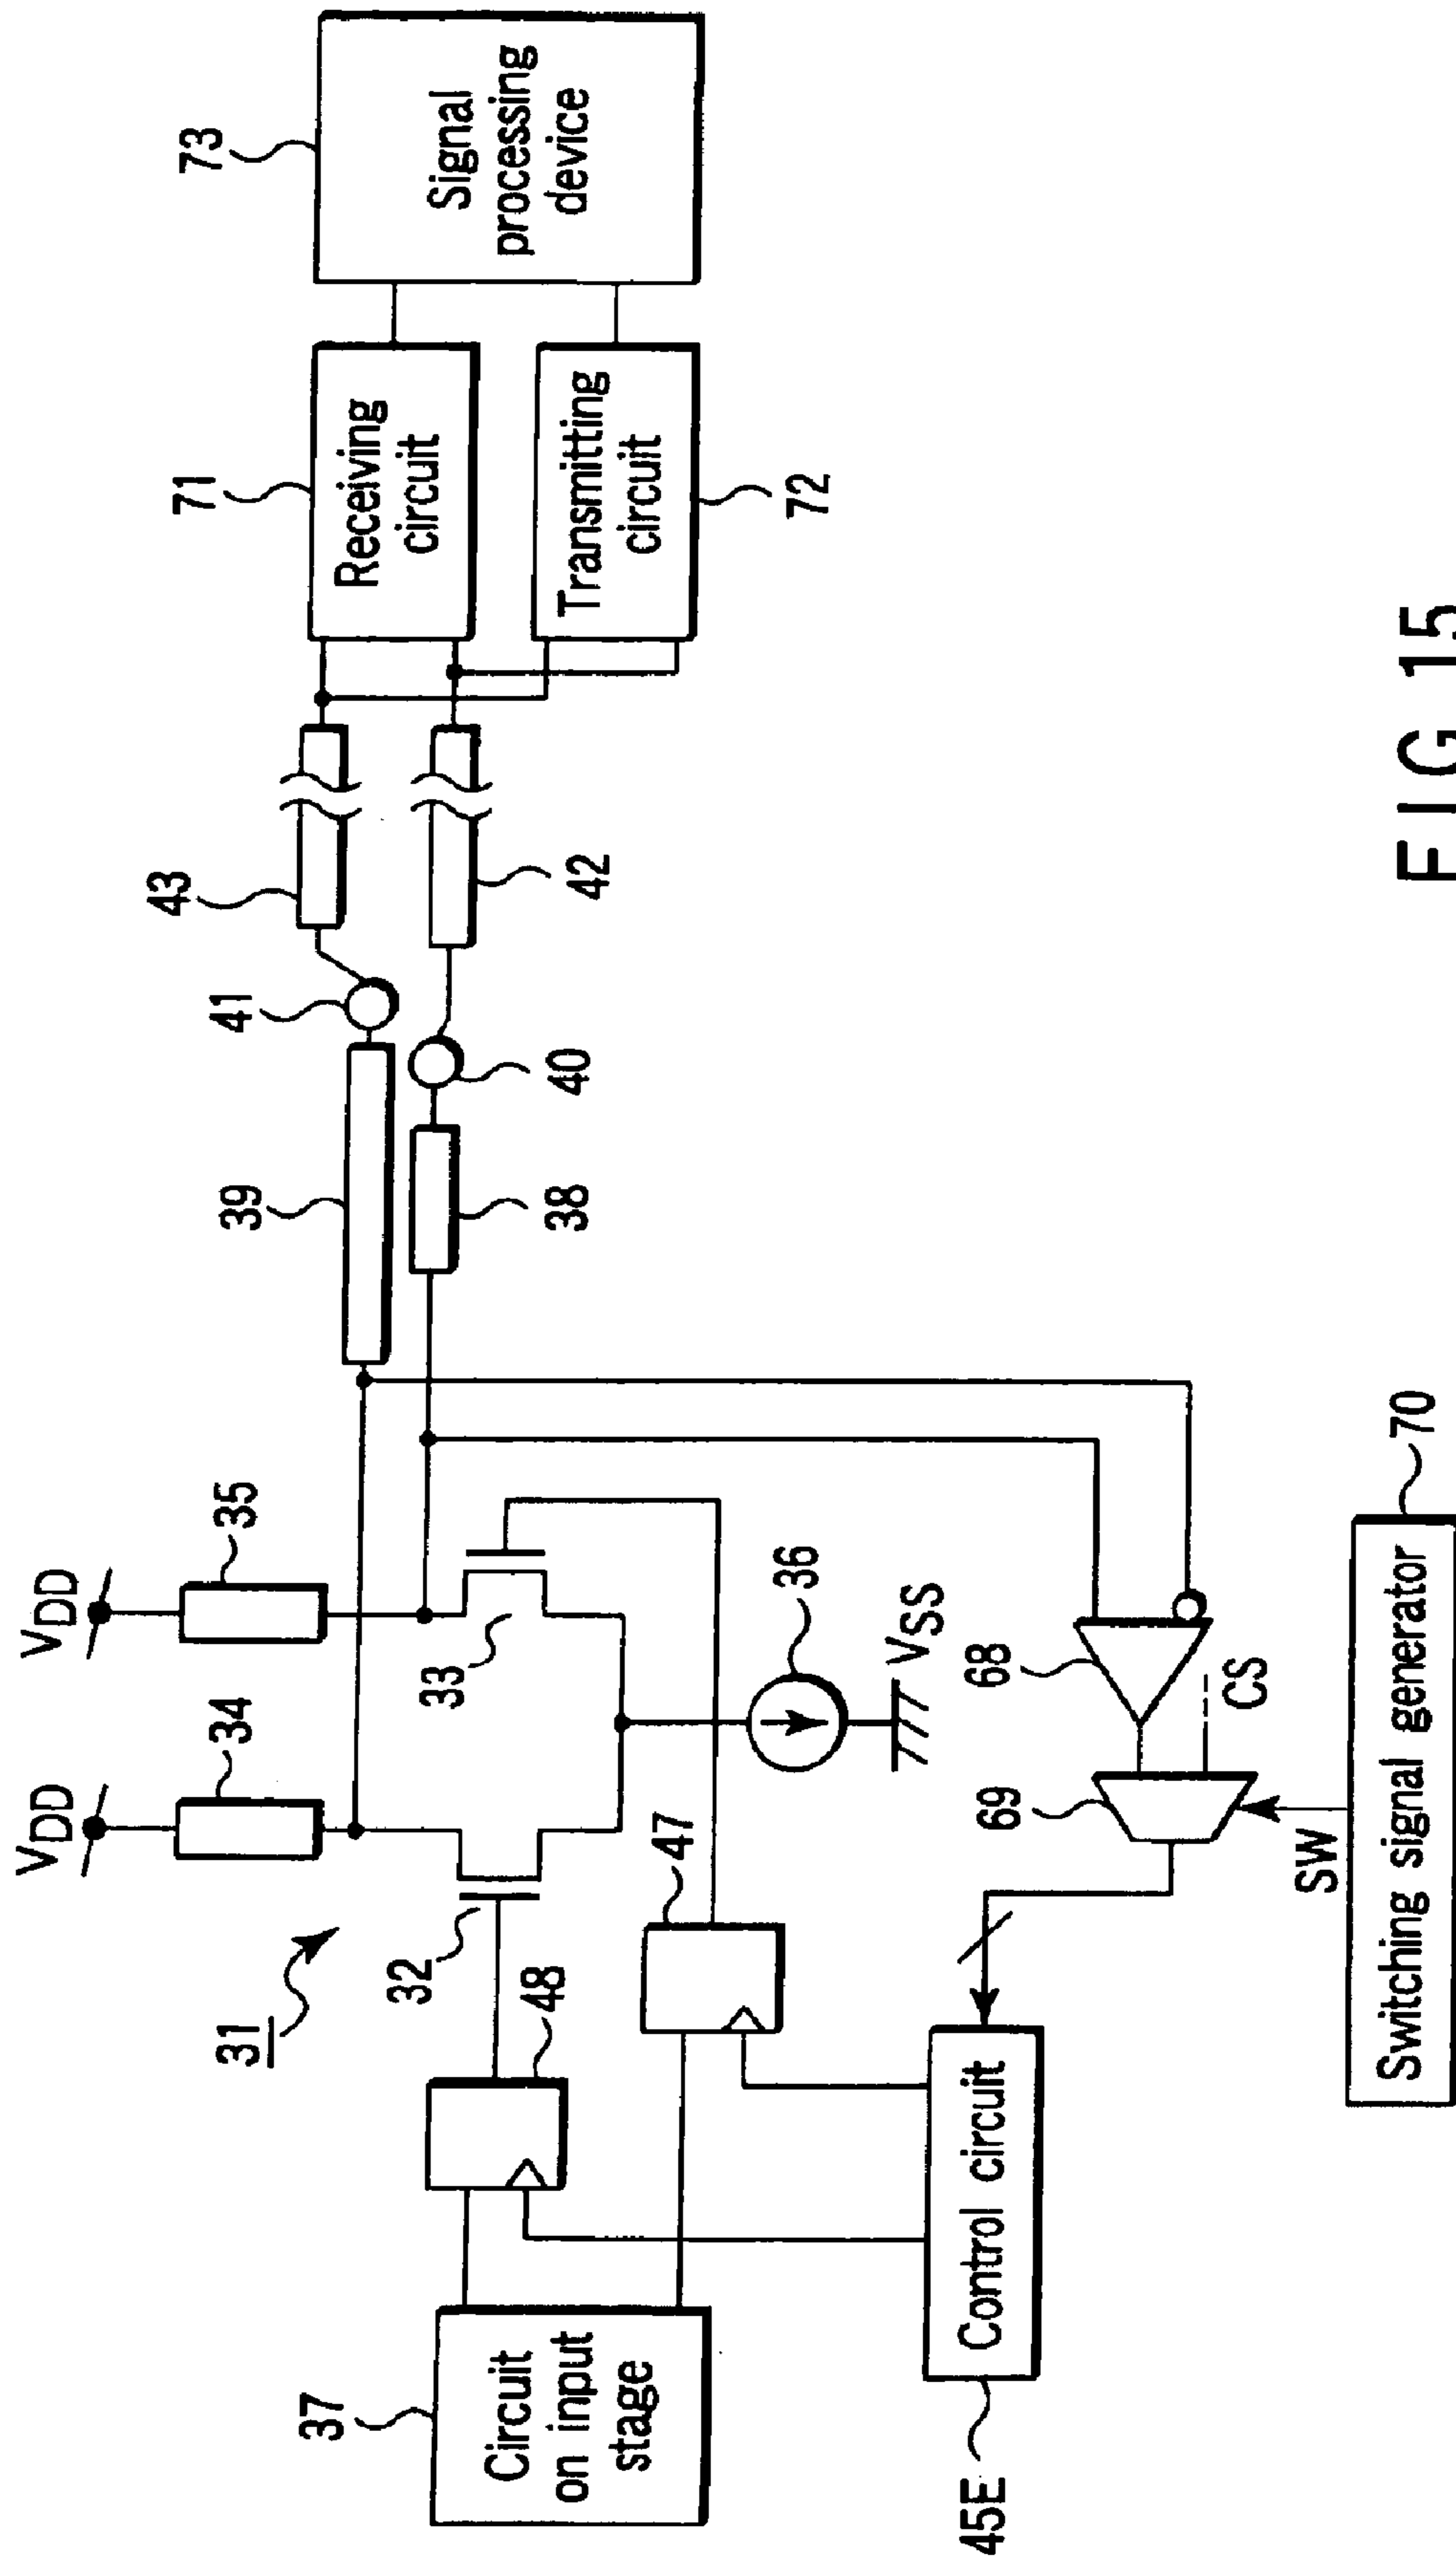 VDD
VDD
34
35
31
32
33
36
VSS
37
Circuit
on input
stage
48
47
45E
Control circuit
69
68
CS
SW
Switching signal generator
70
39
38
41
40
43
42
71
Receiving
circuit
Transmitting
circuit
72
73
Signal
processing
device
FIG 15